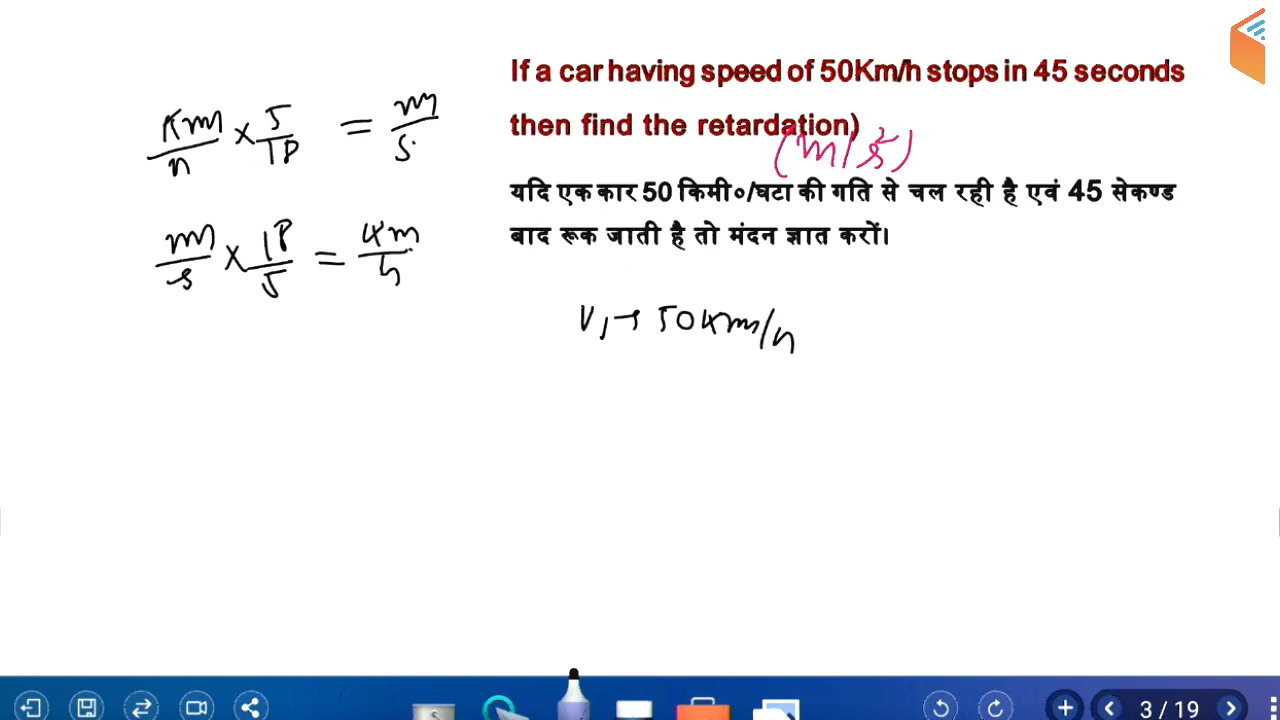 If a car having speed of 50Km/h stops in 45 seconds
then find the retardation)
(m/s²)
यदि एक कार 50 किमी०/घटा की गति से चल रही है एवं 45 सेकण्ड
बाद रूक जाती है तो मंदन ज्ञात करों।
Km/h × 5/18 = m/s
m/s × 18/5 = km/h
V₁ → 50km/h
3 / 19